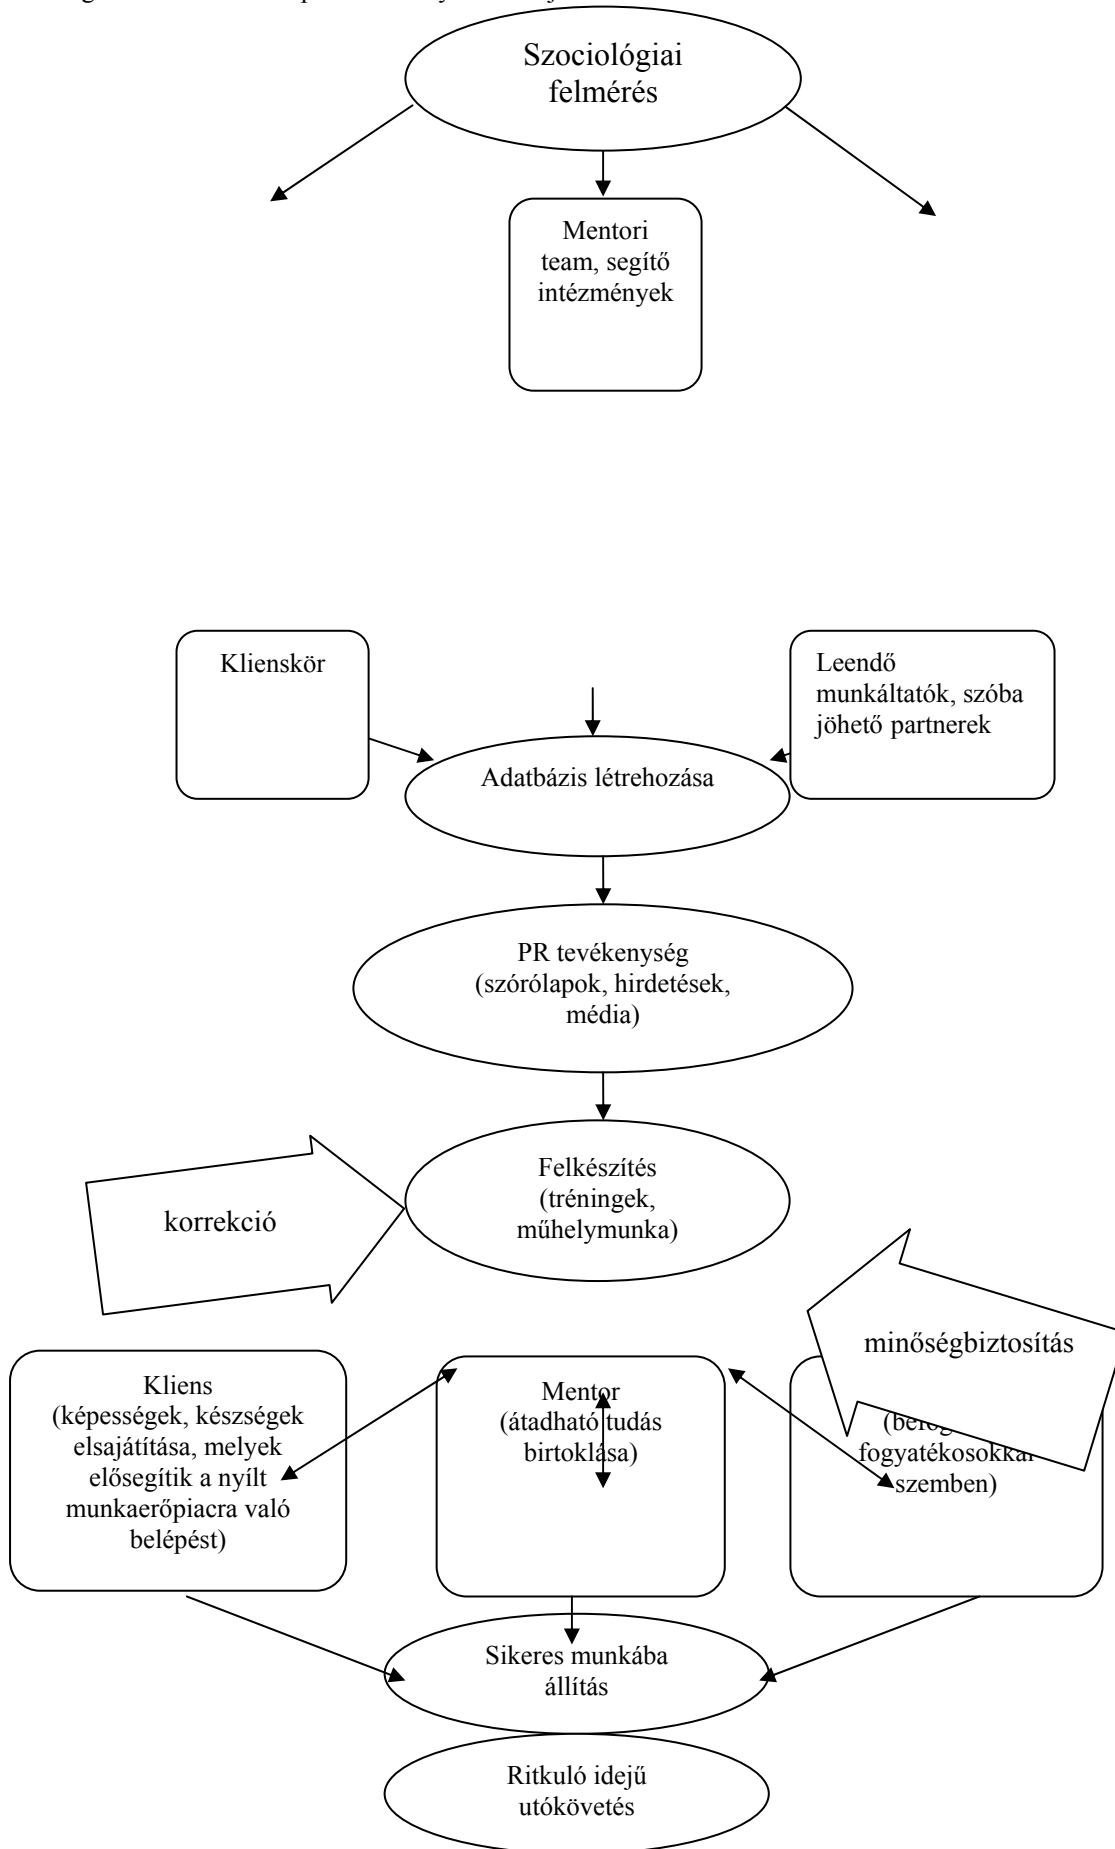 Szociológiai
felmérés
Mentori
team, segítő
intézmények
Klienskör
Leendő
munkáltatók, szóba
jöhető partnerek
Adatbázis létrehozása
PR tevékenység
(szórólapok, hirdetések,
média)
Felkészítés
(tréningek,
műhelymunka)
korrekció
minőségbiztosítás
Kliens
(képességek, készségek
elsajátítása, melyek
elősegítik a nyílt
munkaerőpiacra való
belépést)
Mentor
(átadható tudás
birtoklása)
szemben)
Sikeres munkába
állítás
Ritkuló idejű
utókövetés